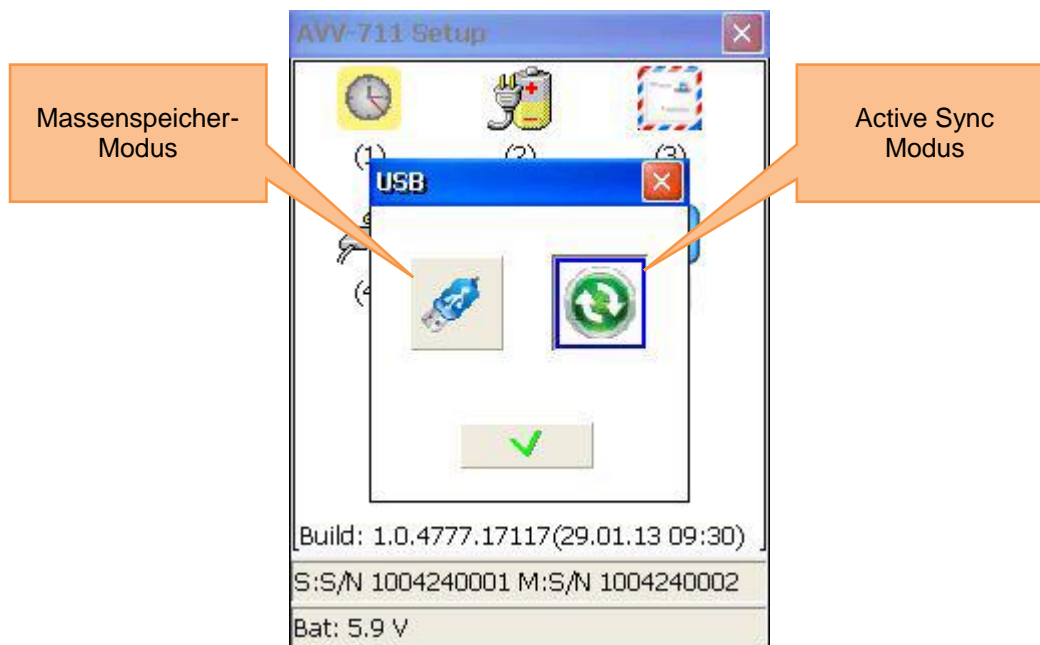 AVV-711 Setup
Massenspeicher-
Modus
Active Sync
Modus
(1)
(2)
(3)
USB
(4
Build: 1.0.4777.17117(29.01.13 09:30)
S:S/N 1004240001 M:S/N 1004240002
Bat: 5.9 V